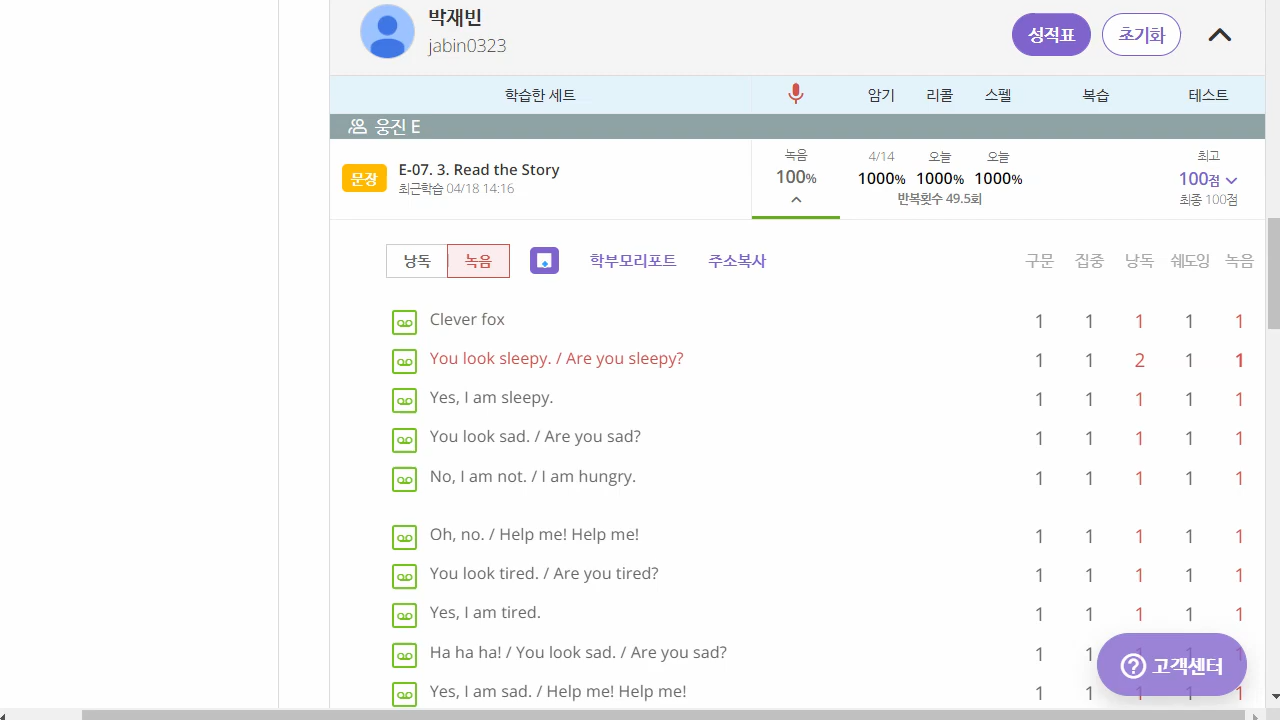 박재빈
jabin0323
성적표 초기화
학습한 세트 암기 리콜 스펠 복습 테스트
웅진 E
문장 E-07. 3. Read the Story
최근학습 04/18 14:16
녹음 4/14 오늘 오늘 최고
100% 1000% 1000% 1000% 100점
반복횟수 49.5회 최종 100점
낭독 녹음 학부모리포트 주소복사 구문 집중 낭독 쉐도잉 녹음
Clever fox 1 1 1 1 1
You look sleepy. / Are you sleepy? 1 1 2 1 1
Yes, I am sleepy. 1 1 1 1 1
You look sad. / Are you sad? 1 1 1 1 1
No, I am not. / I am hungry. 1 1 1 1 1
Oh, no. / Help me! Help me! 1 1 1 1 1
You look tired. / Are you tired? 1 1 1 1 1
Yes, I am tired. 1 1 1 1 1
Ha ha ha! / You look sad. / Are you sad? 1 1 1 1 1
고객센터
Yes, I am sad. / Help me! Help me! 1 1 1 1 1